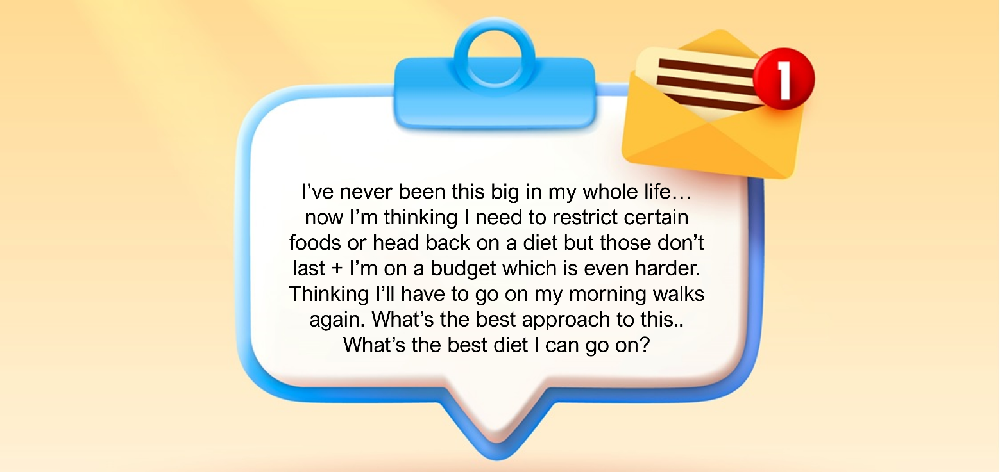 1
I’ve never been this big in my whole life…
now I’m thinking I need to restrict certain
foods or head back on a diet but those don’t
last + I’m on a budget which is even harder.
Thinking I’ll have to go on my morning walks
again. What’s the best approach to this..
What’s the best diet I can go on?